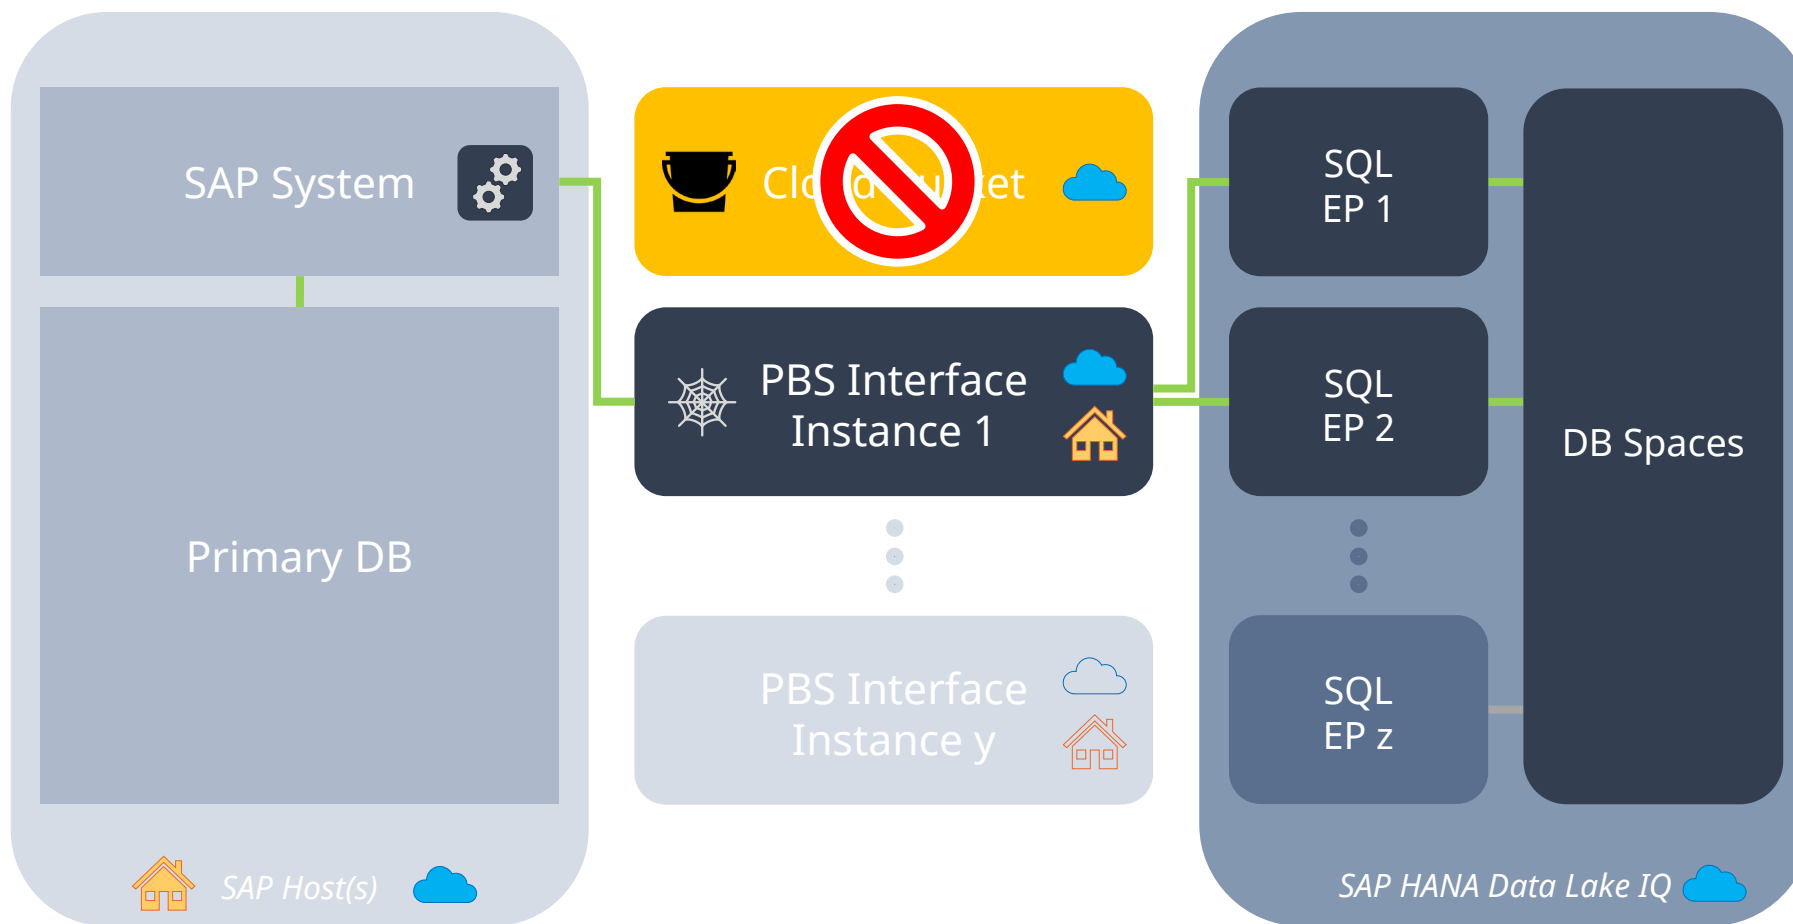 SAP System
Primary DB
SAP Host(s)
PBS Interface
Instance 1
PBS Interface
Instance y
SQL
EP 1
SQL
EP 2
SQL
EP z
DB Spaces
SAP HANA Data Lake IQ